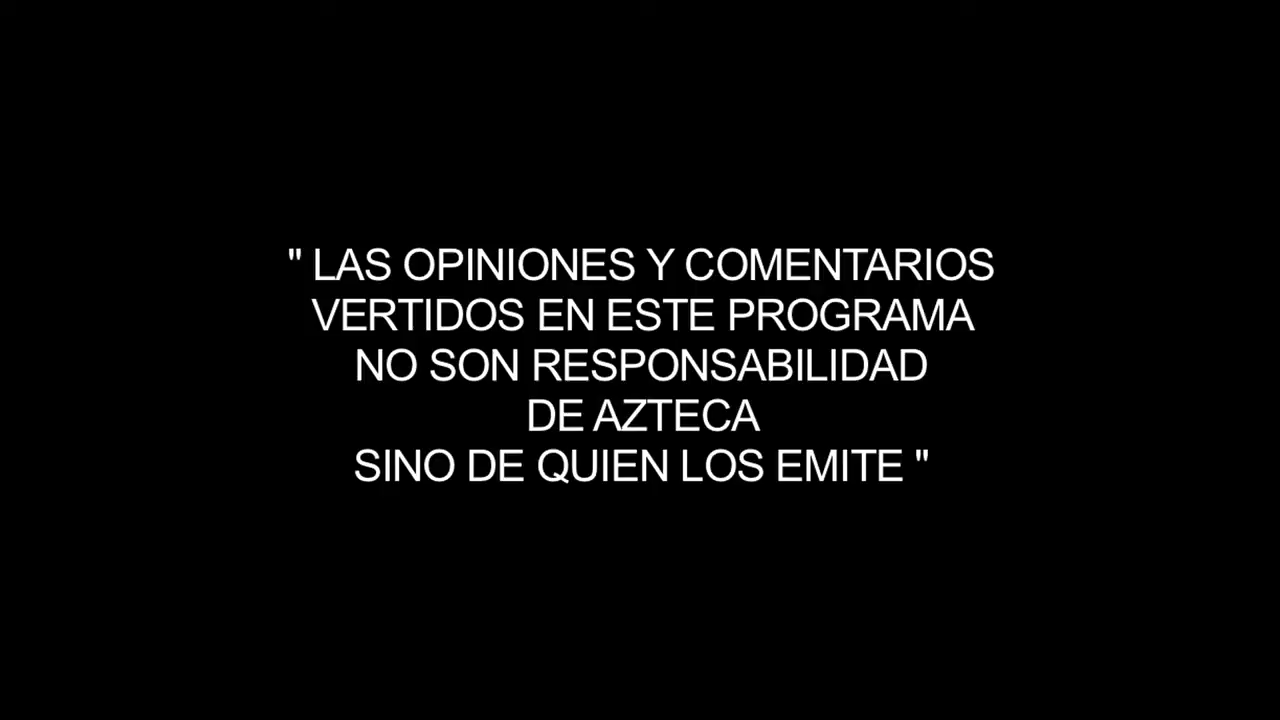 " LAS OPINIONES Y COMENTARIOS
VERTIDOS EN ESTE PROGRAMA
NO SON RESPONSABILIDAD
DE AZTECA
SINO DE QUIEN LOS EMITE "